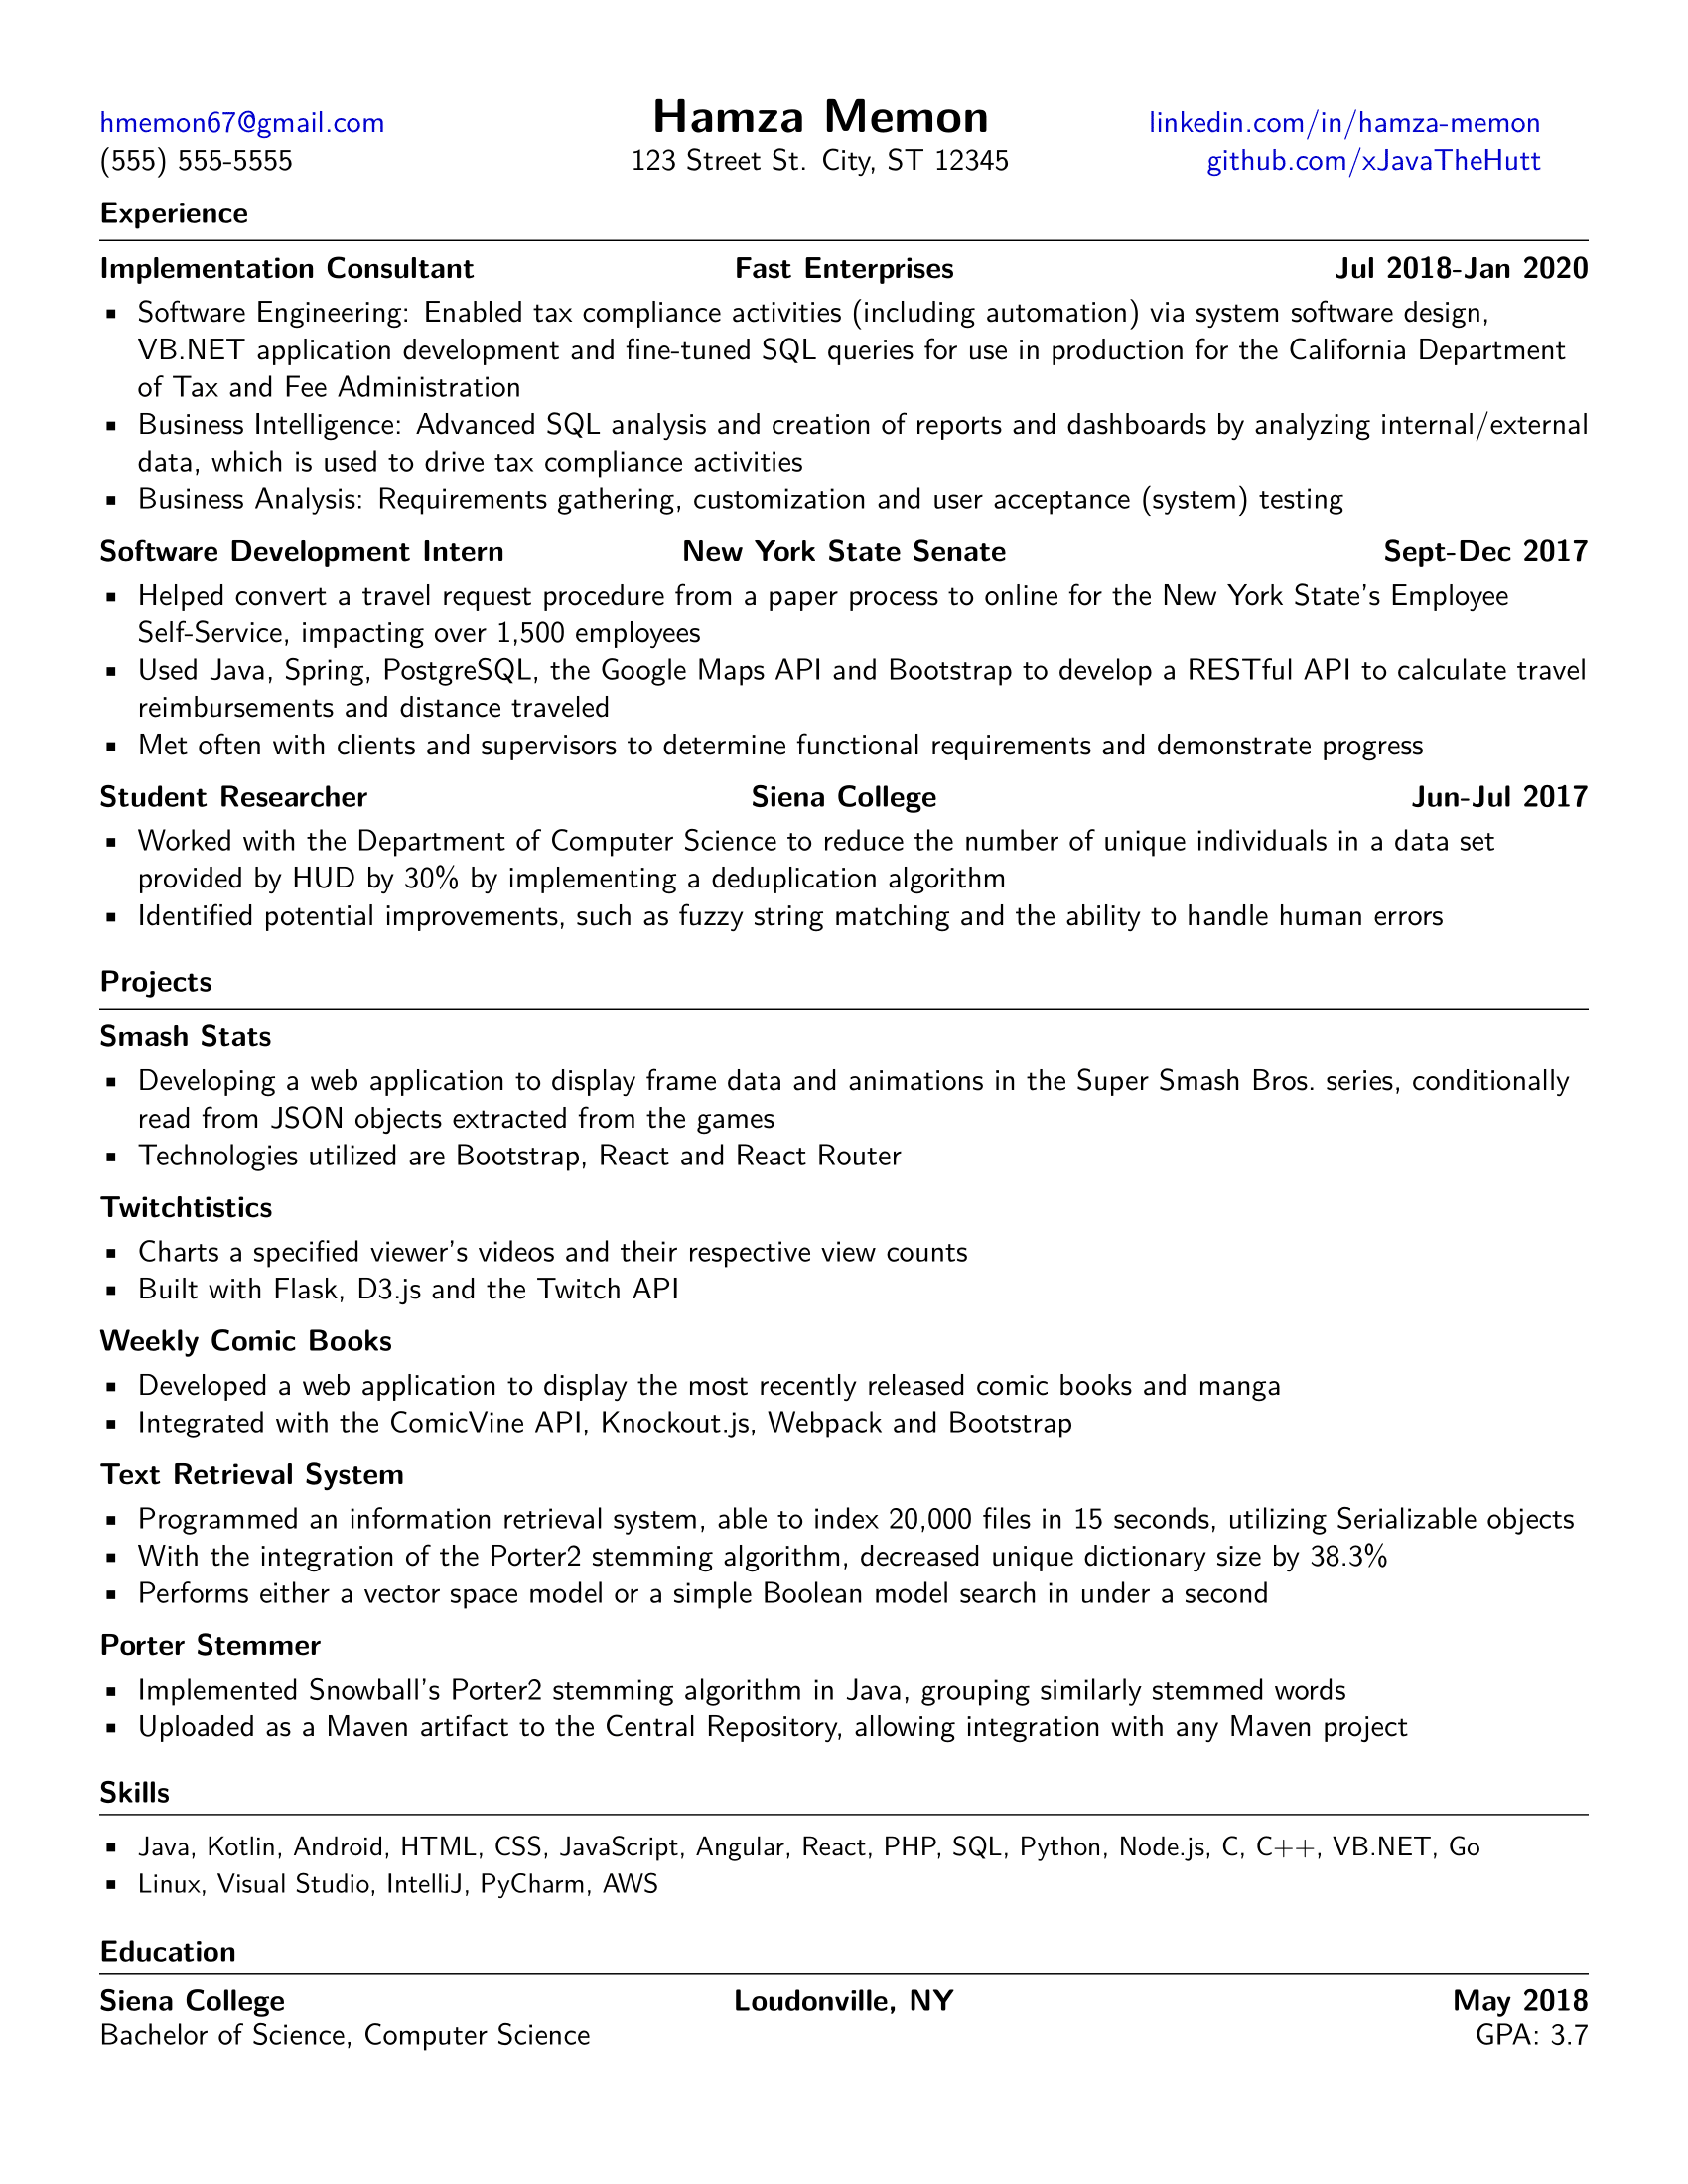 hmemon67@gmail.com Hamza Memon linkedin.com/in/hamza-memon
(555) 555-5555 123 Street St. City, ST 12345 github.com/xJavaTheHutt
Experience
Implementation Consultant Fast Enterprises Jul 2018-Jan 2020
▪ Software Engineering: Enabled tax compliance activities (including automation) via system software design,
VB.NET application development and fine-tuned SQL queries for use in production for the California Department
of Tax and Fee Administration
▪ Business Intelligence: Advanced SQL analysis and creation of reports and dashboards by analyzing internal/external
data, which is used to drive tax compliance activities
▪ Business Analysis: Requirements gathering, customization and user acceptance (system) testing
Software Development Intern New York State Senate Sept-Dec 2017
▪ Helped convert a travel request procedure from a paper process to online for the New York State's Employee
Self-Service, impacting over 1,500 employees
▪ Used Java, Spring, PostgreSQL, the Google Maps API and Bootstrap to develop a RESTful API to calculate travel
reimbursements and distance traveled
▪ Met often with clients and supervisors to determine functional requirements and demonstrate progress
Student Researcher Siena College Jun-Jul 2017
▪ Worked with the Department of Computer Science to reduce the number of unique individuals in a data set
provided by HUD by 30% by implementing a deduplication algorithm
▪ Identified potential improvements, such as fuzzy string matching and the ability to handle human errors
Projects
Smash Stats
▪ Developing a web application to display frame data and animations in the Super Smash Bros. series, conditionally
read from JSON objects extracted from the games
▪ Technologies utilized are Bootstrap, React and React Router
Twitchtistics
▪ Charts a specified viewer's videos and their respective view counts
▪ Built with Flask, D3.js and the Twitch API
Weekly Comic Books
▪ Developed a web application to display the most recently released comic books and manga
▪ Integrated with the ComicVine API, Knockout.js, Webpack and Bootstrap
Text Retrieval System
▪ Programmed an information retrieval system, able to index 20,000 files in 15 seconds, utilizing Serializable objects
▪ With the integration of the Porter2 stemming algorithm, decreased unique dictionary size by 38.3%
▪ Performs either a vector space model or a simple Boolean model search in under a second
Porter Stemmer
▪ Implemented Snowball's Porter2 stemming algorithm in Java, grouping similarly stemmed words
▪ Uploaded as a Maven artifact to the Central Repository, allowing integration with any Maven project
Skills
▪ Java, Kotlin, Android, HTML, CSS, JavaScript, Angular, React, PHP, SQL, Python, Node.js, C, C++, VB.NET, Go
▪ Linux, Visual Studio, IntelliJ, PyCharm, AWS
Education
Siena College Loudonville, NY May 2018
Bachelor of Science, Computer Science GPA: 3.7